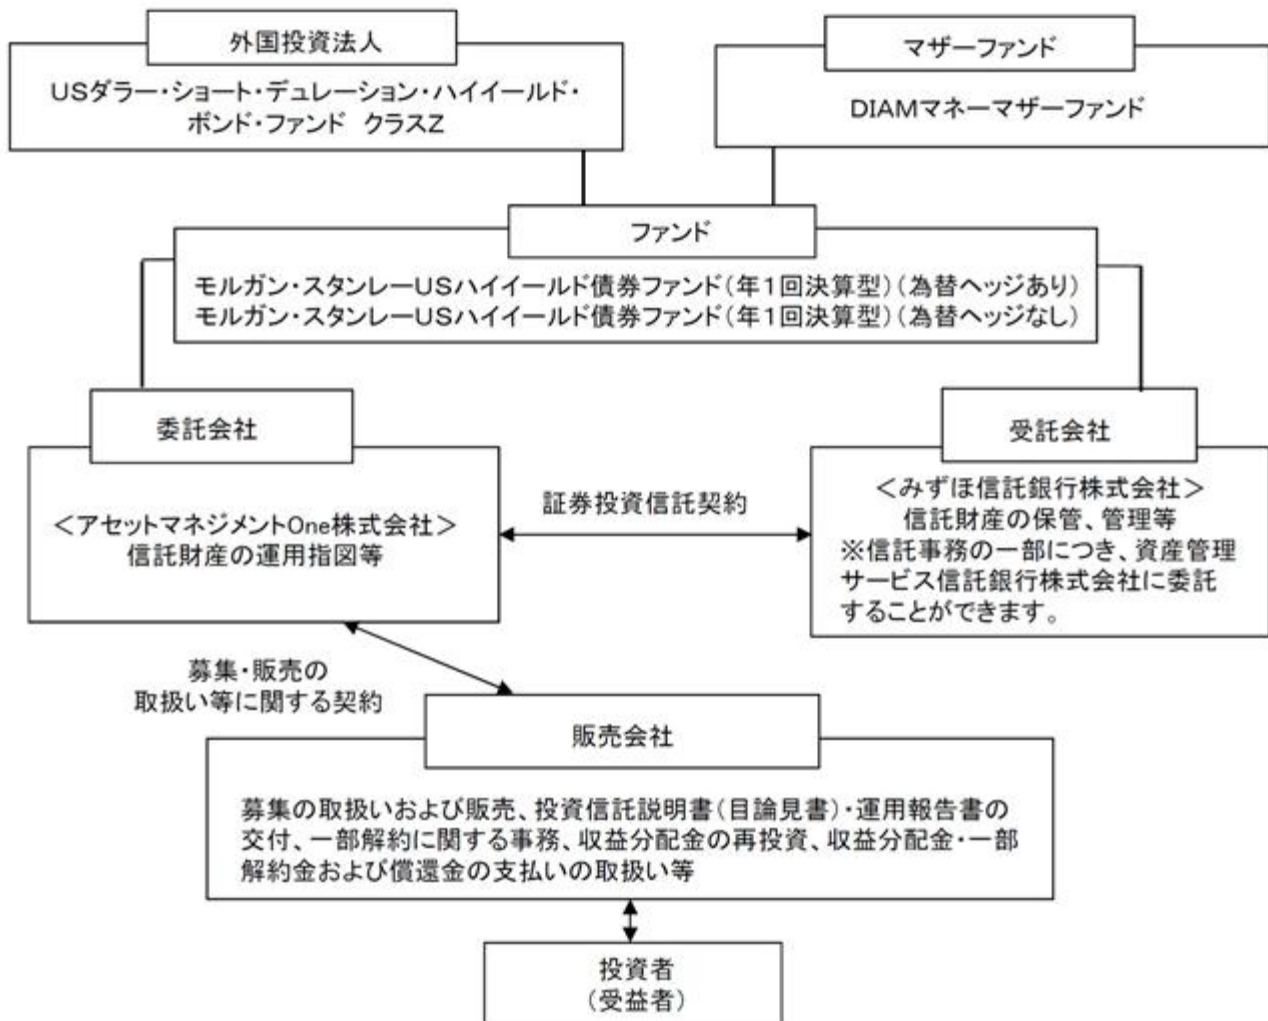 外国投資法人
USダラー・ショート・デュレーション・ハイイールド・
ボンド・ファンド クラスZ
マザーファンド
DIAMマネーマザーファンド
ファンド
モルガン・スタンレーUSハイイールド債券ファンド(年1回決算型)(為替ヘッジあり)
モルガン・スタンレーUSハイイールド債券ファンド(年1回決算型)(為替ヘッジなし)
委託会社
<アセットマネジメントOne株式会社>
信託財産の運用指図等
証券投資信託契約
受託会社
<みずほ信託銀行株式会社>
信託財産の保管、管理等
※信託事務の一部につき、資産管理
サービス信託銀行株式会社に委託
することができます。
募集・販売の
取扱い等に関する契約
販売会社
募集の取扱いおよび販売、投資信託説明書(目論見書)・運用報告書の
交付、一部解約に関する事務、収益分配金の再投資、収益分配金・一部
解約金および償還金の支払いの取扱い等
投資者
(受益者)